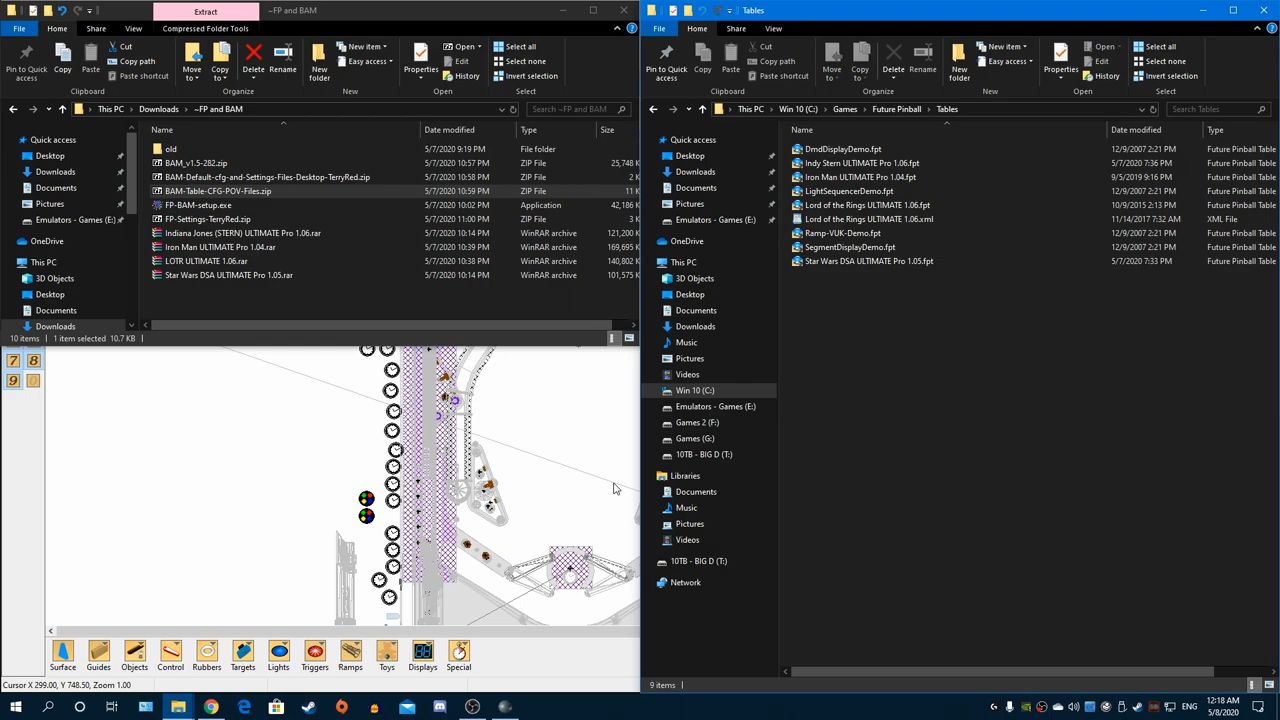 Extract
~FP and BAM
File
Home
Share
View
Compressed Folder Tools
Pin to Quick access
Copy
Paste
Cut
Copy path
Paste shortcut
Move to
Copy to
Delete
Rename
New folder
New item
Easy access
Properties
Open
Edit
History
Select all
Select none
Invert selection
Clipboard
Organize
New
Open
Select
This PC
Downloads
~FP and BAM
Search ~FP and BAM
Name
Date modified
Type
Size
Quick access
Desktop
Downloads
Documents
Pictures
Emulators - Games (E:)
OneDrive
This PC
3D Objects
Desktop
Documents
Downloads
old 5/7/2020 9:19 PM File folder
BAM_v1.5-282.zip 5/7/2020 10:57 PM ZIP File 25,748 K
BAM-Default-cfg-and-Settings-Files-Desktop-TerryRed.zip 5/7/2020 10:58 PM ZIP File 2 K
BAM-Table-CFG-POV-Files.zip 5/7/2020 10:59 PM ZIP File 11 K
FP-BAM-setup.exe 5/7/2020 10:02 PM Application 42,186 K
FP-Settings-TerryRed.zip 5/7/2020 11:00 PM ZIP File 3 K
Indiana Jones (STERN) ULTIMATE Pro 1.06.rar 5/7/2020 10:14 PM WinRAR archive 121,200 K
Iron Man ULTIMATE Pro 1.04.rar 5/7/2020 10:39 PM WinRAR archive 169,695 K
LOTR ULTIMATE Pro 1.06.rar 5/7/2020 10:38 PM WinRAR archive 140,802 K
Star Wars DSA ULTIMATE Pro 1.05.rar 5/7/2020 10:14 PM WinRAR archive 101,575 K
10 items
1 item selected 10.7 KB
7 8
9 0
Surface
Guides
Objects
Control
Rubbers
Targets
Lights
Triggers
Ramps
Toys
Displays
Special
Cursor X 299.00, Y 748.50, Zoom 1.00
Tables
File
Home
Share
View
Pin to Quick access
Copy
Paste
Cut
Copy path
Paste shortcut
Move to
Copy to
Delete
Rename
New folder
New item
Easy access
Properties
Open
Edit
History
Select all
Select none
Invert selection
Clipboard
Organize
New
Open
Select
This PC
Win 10 (C:)
Games
Future Pinball
Tables
Search Tables
Name
Date modified
Type
Quick access
Desktop
Downloads
Documents
Pictures
Emulators - Games (E:)
OneDrive
This PC
3D Objects
Desktop
Documents
Downloads
Music
Pictures
Videos
Win 10 (C:)
Emulators - Games (E:)
Games 2 (F:)
Games (G:)
10TB - BIG D (T:)
Libraries
Documents
Music
Pictures
Videos
10TB - BIG D (T:)
Network
DmdDisplayDemo.fpt 12/9/2007 2:21 PM Future Pinball Table
Indy Stern ULTIMATE Pro 1.06.fpt 5/7/2020 7:36 PM Future Pinball Table
Iron Man ULTIMATE Pro 1.04.fpt 9/5/2019 9:16 PM Future Pinball Table
LightSequencerDemo.fpt 12/9/2007 2:21 PM Future Pinball Table
Lord of the Rings ULTIMATE 1.06.fpt 10/9/2015 2:13 PM Future Pinball Table
Lord of the Rings ULTIMATE 1.06.xml 11/14/2017 7:32 AM XML File
Ramp-VUK-Demo.fpt 12/9/2007 2:21 PM Future Pinball Table
SegmentDisplayDemo.fpt 12/9/2007 2:21 PM Future Pinball Table
Star Wars DSA ULTIMATE Pro 1.05.fpt 5/7/2020 7:33 PM Future Pinball Table
9 items
ENG
12:18 AM
5/8/2020